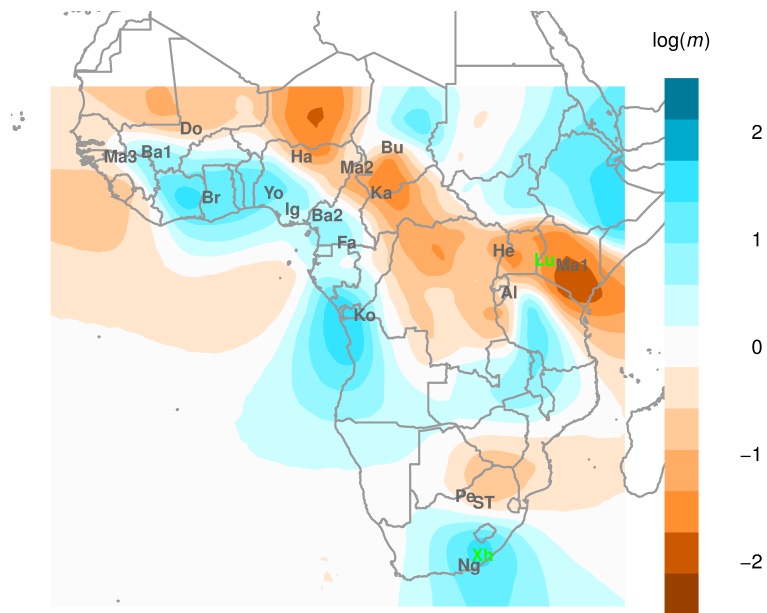 log(m)
2
Do
Ma3
Ba1
Ha
Bu
Ma2
Br
Yo
Ka
Ig
Ba2
1
Fa
He
Lu
Ma1
Al
Ko
0
−1
Pe
ST
Xh
Ng
−2